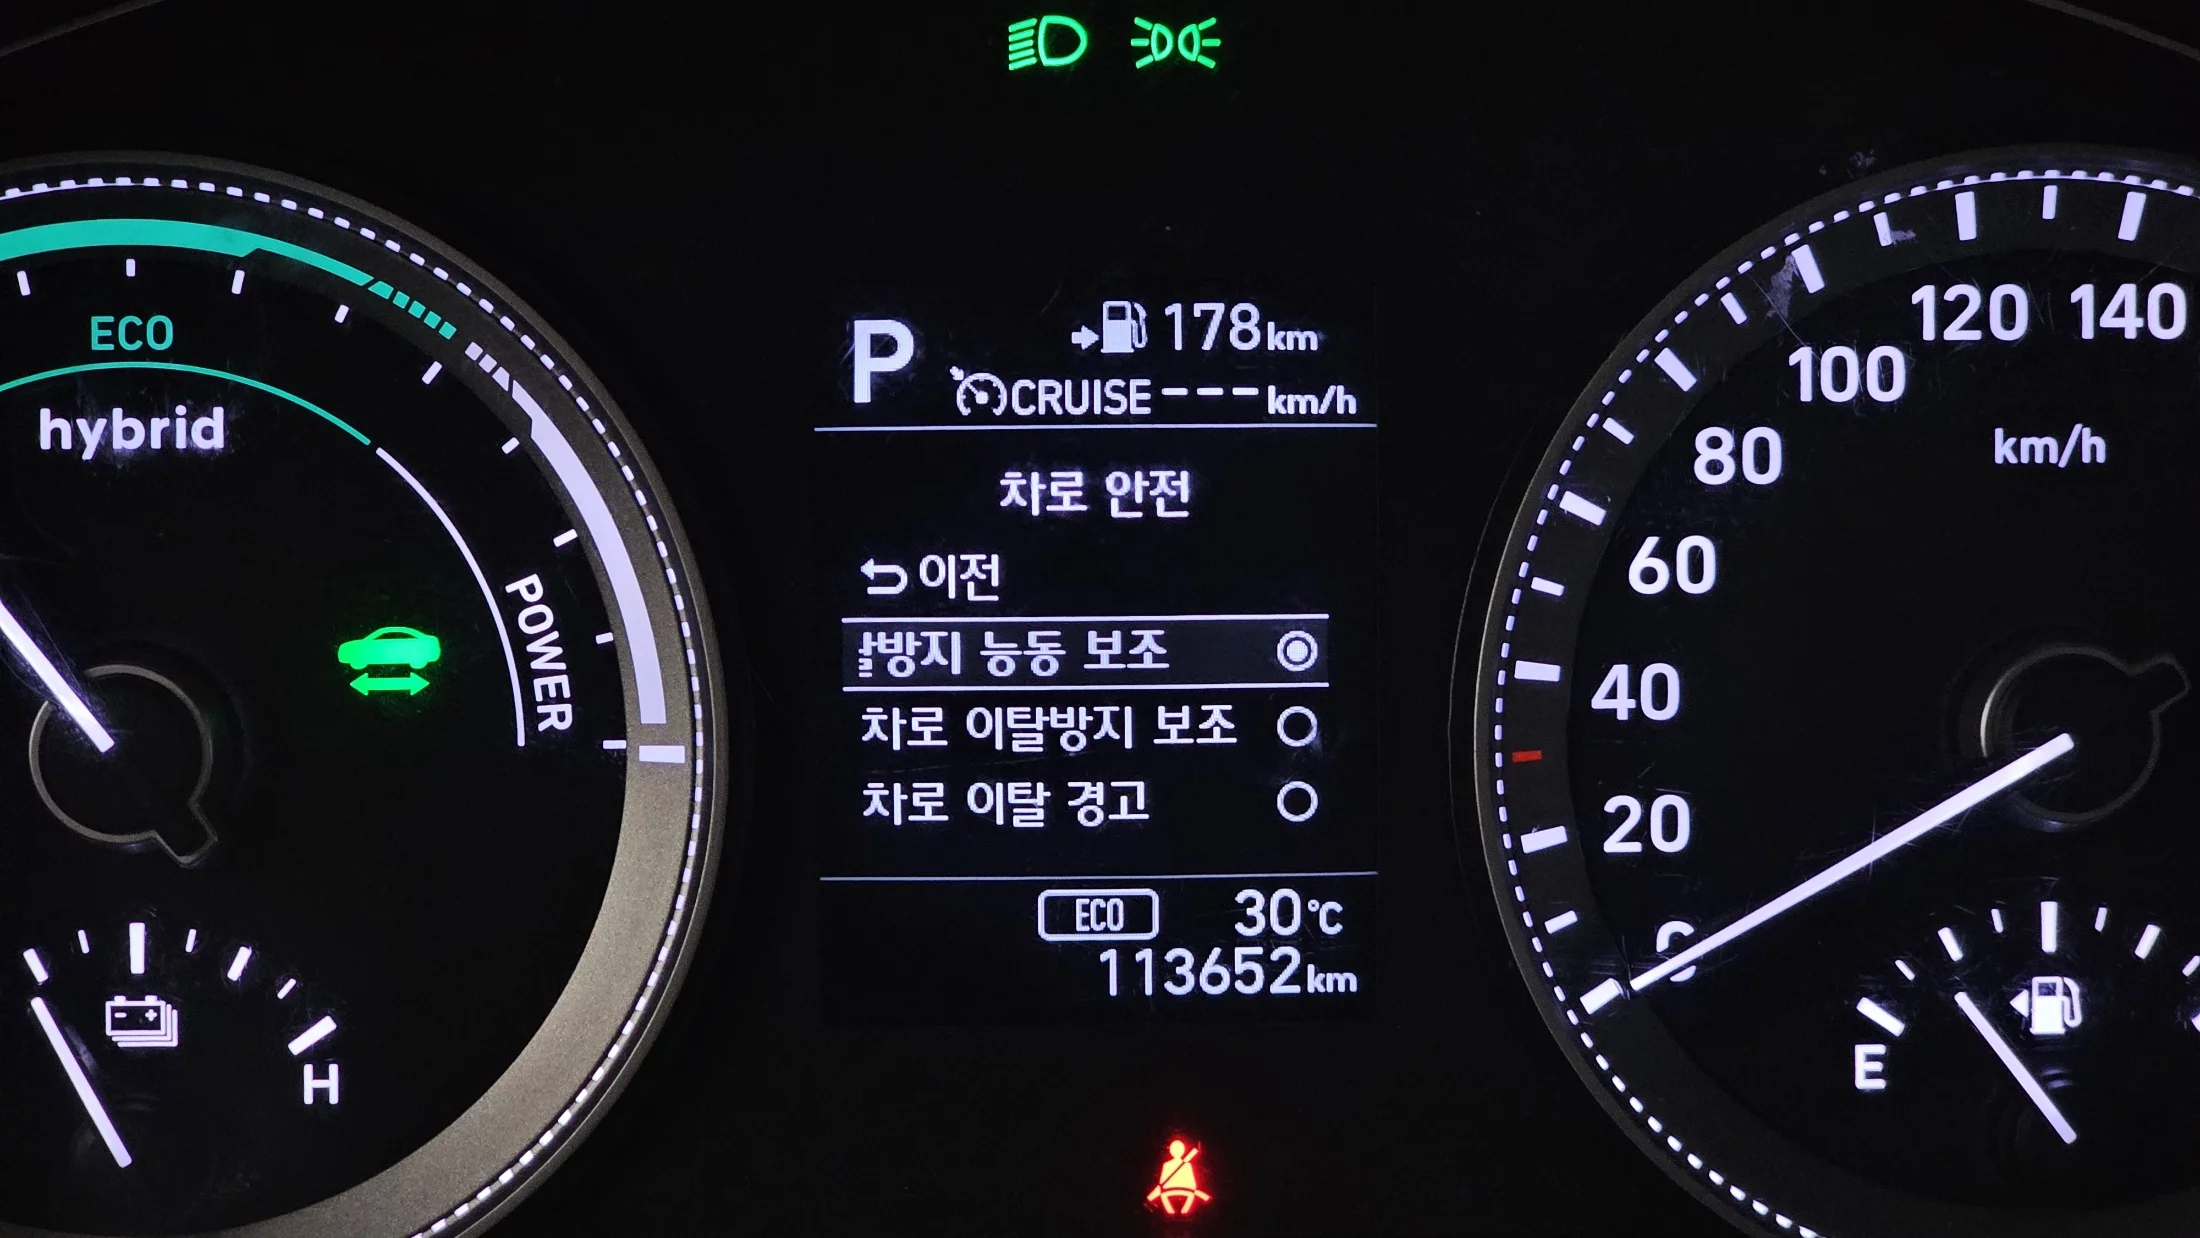 P
178km
CRUISE ---km/h
차로 안전
이전
방지 능동 보조
차로 이탈방지 보조
차로 이탈 경고
ECO 30℃
113652km
ECO
hybrid
POWER
H
140
120
100
80
60
40
20
0
km/h
E